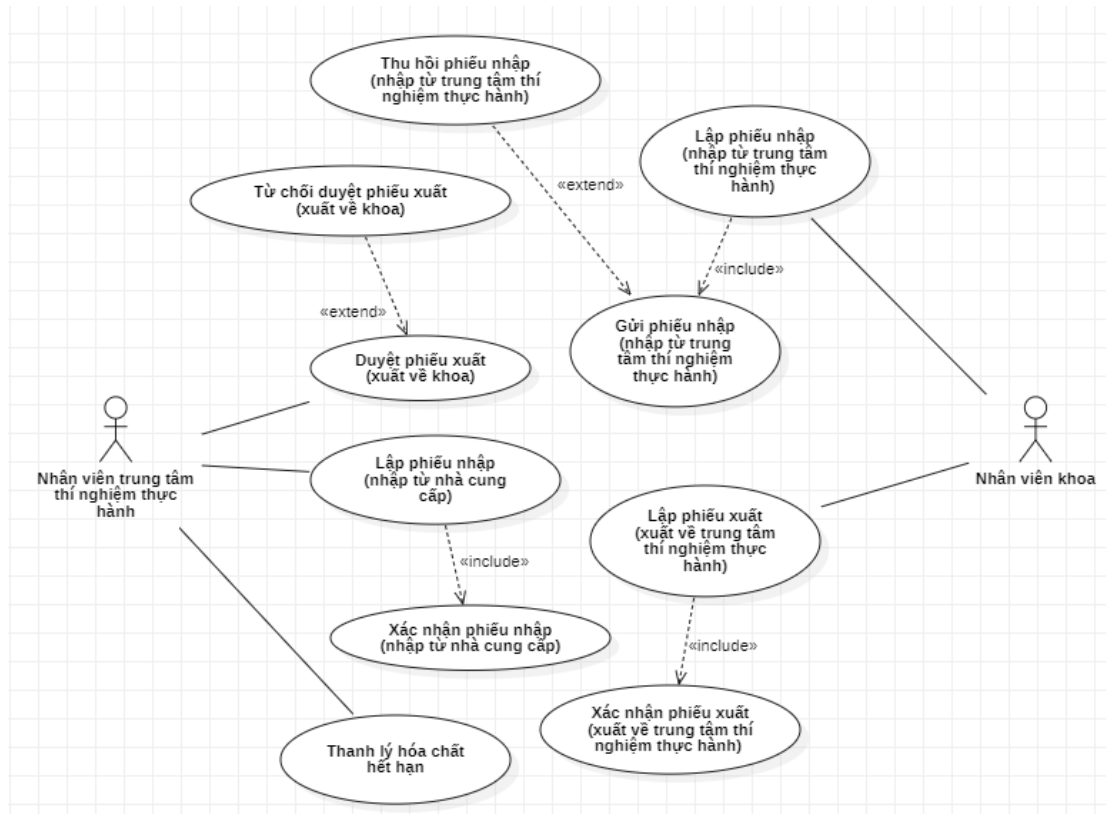 Thu hồi phiếu nhập
(nhập từ trung tâm thí
nghiệm thực hành)
Lập phiếu nhập
(nhập từ trung tâm
thí nghiệm thực
hành)
«extend»
Từ chối duyệt phiếu xuất
(xuất về khoa)
«include»
«extend»
Gửi phiếu nhập
(nhập từ trung
tâm thí nghiệm
thực hành)
Duyệt phiếu xuất
(xuất về khoa)
Nhân viên trung tâm
thí nghiệm thực
hành
Lập phiếu nhập
(nhập từ nhà cung
cấp)
Nhân viên khoa
Lập phiếu xuất
(xuất về trung tâm
thí nghiệm thực
hành)
«include»
Xác nhận phiếu nhập
(nhập từ nhà cung cấp)
«include»
Xác nhận phiếu xuất
(xuất về trung tâm thí
nghiệm thực hành)
Thanh lý hóa chất
hết hạn